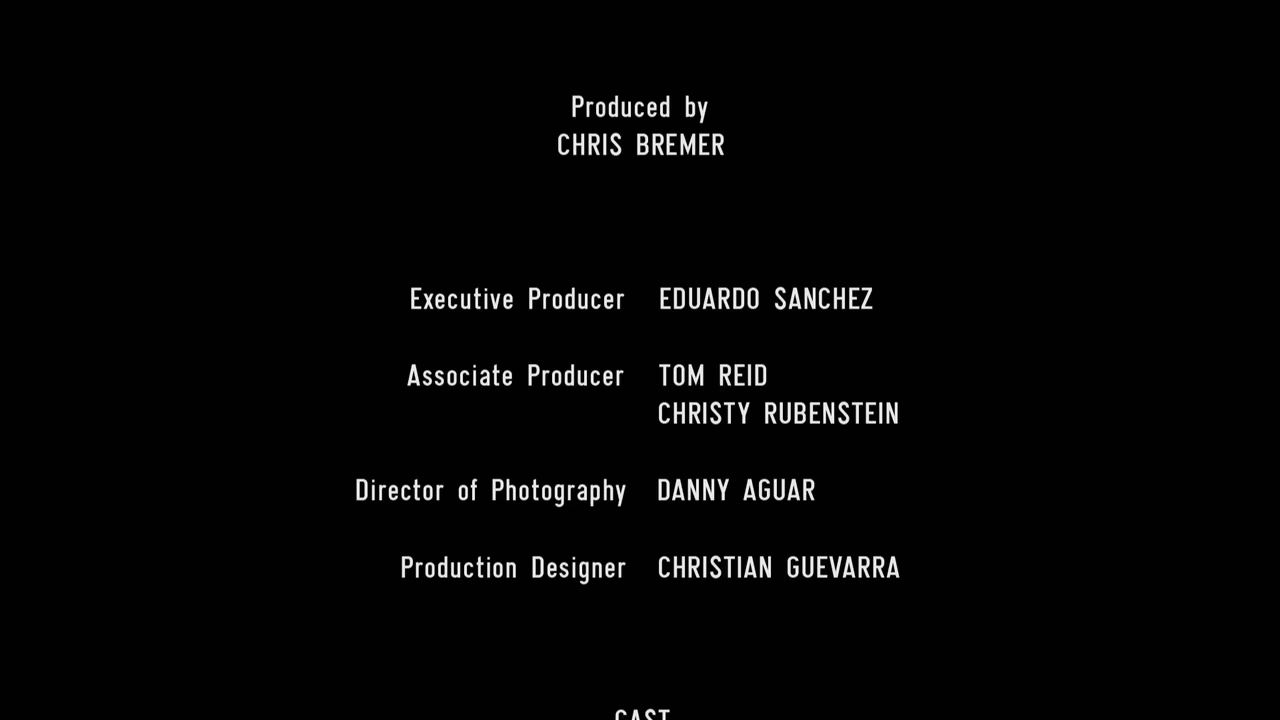 Produced by
CHRIS BREMER
Executive Producer EDUARDO SANCHEZ
Associate Producer TOM REID
CHRISTY RUBENSTEIN
Director of Photography DANNY AGUAR
Production Designer CHRISTIAN GUEVARRA
CAST